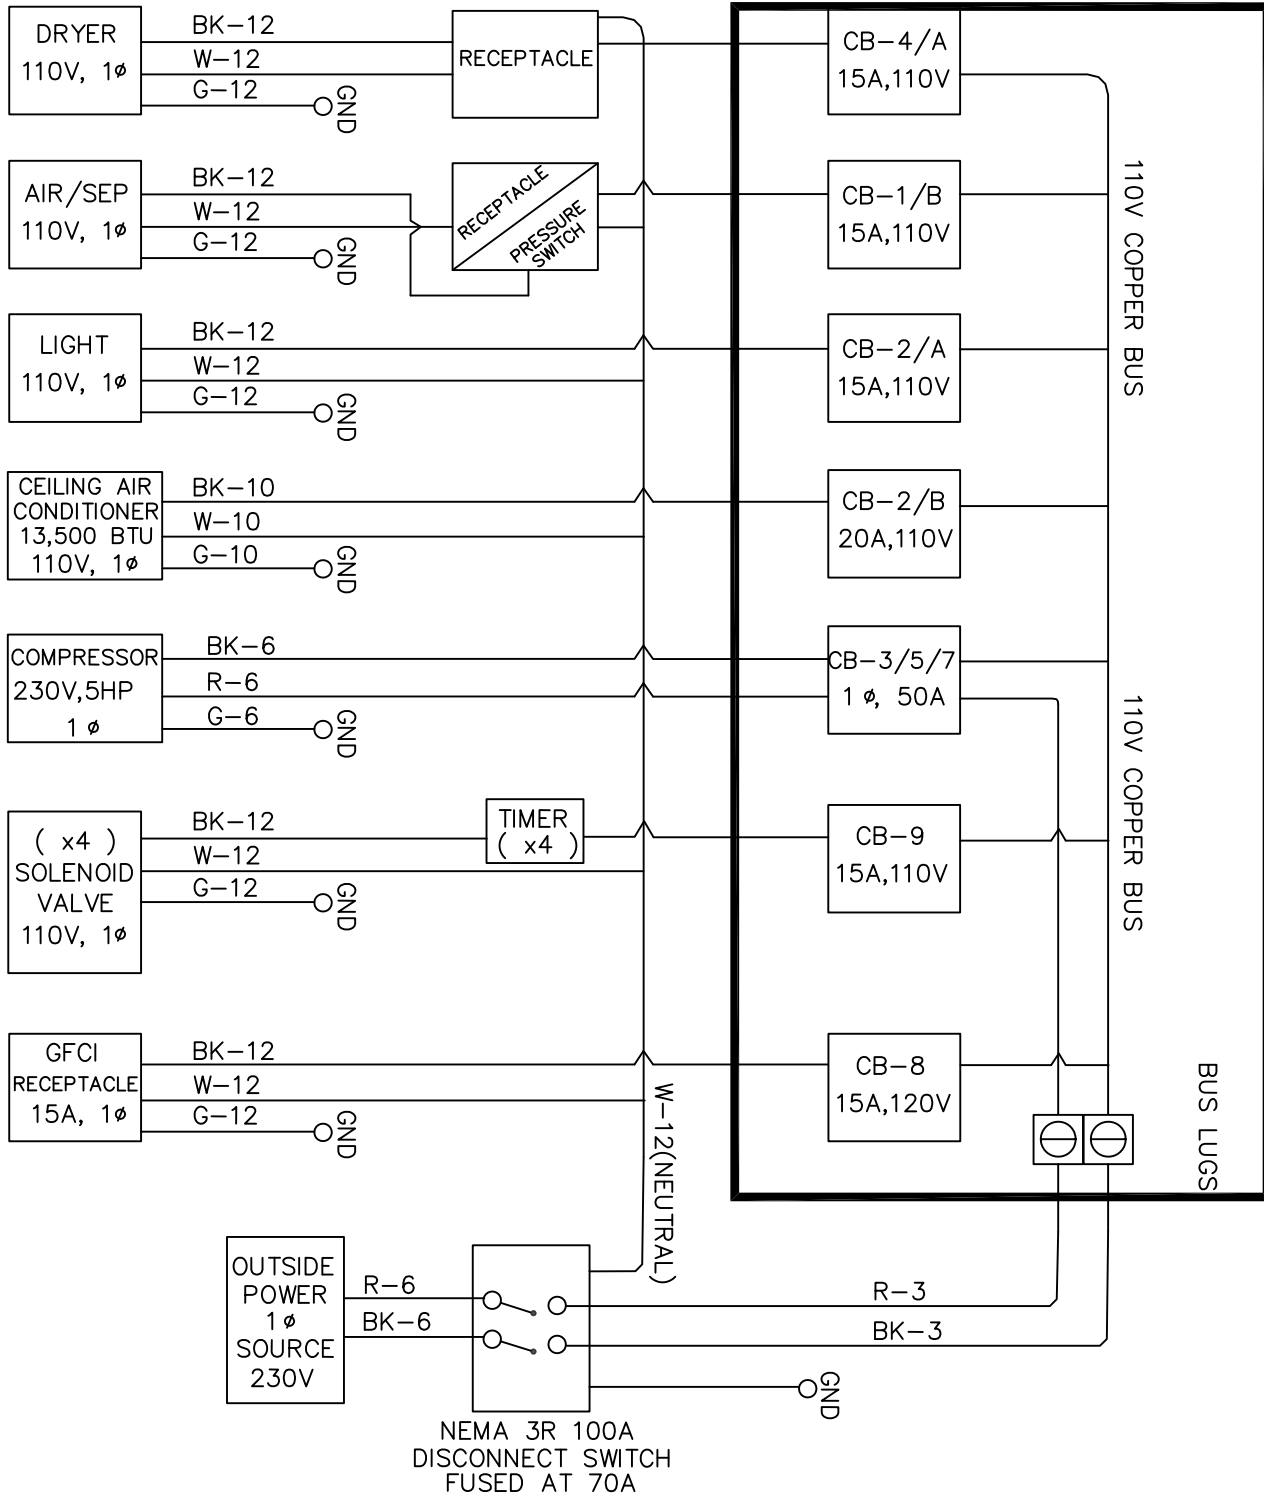 DRYER
110V, 1ø
BK-12
W-12
G-12
GND
RECEPTACLE
CB-4/A
15A,110V
AIR/SEP
110V, 1ø
BK-12
W-12
G-12
GND
RECEPTACLE
PRESSURE
SWITCH
CB-1/B
15A,110V
110V COPPER BUS
LIGHT
110V, 1ø
BK-12
W-12
G-12
GND
CB-2/A
15A,110V
CEILING AIR
CONDITIONER
13,500 BTU
110V, 1ø
BK-10
W-10
G-10
GND
CB-2/B
20A,110V
COMPRESSOR
230V,5HP
1 ø
BK-6
R-6
G-6
GND
CB-3/5/7
1 ø, 50A
110V COPPER BUS
( x4 )
SOLENOID
VALVE
110V, 1ø
BK-12
W-12
G-12
GND
TIMER
( x4 )
CB-9
15A,110V
GFCI
RECEPTACLE
15A, 1ø
BK-12
W-12
G-12
GND
W-12(NEUTRAL)
CB-8
15A,120V
BUS LUGS
OUTSIDE
POWER
1 ø
SOURCE
230V
R-6
BK-6
R-3
BK-3
GND
NEMA 3R 100A
DISCONNECT SWITCH
FUSED AT 70A